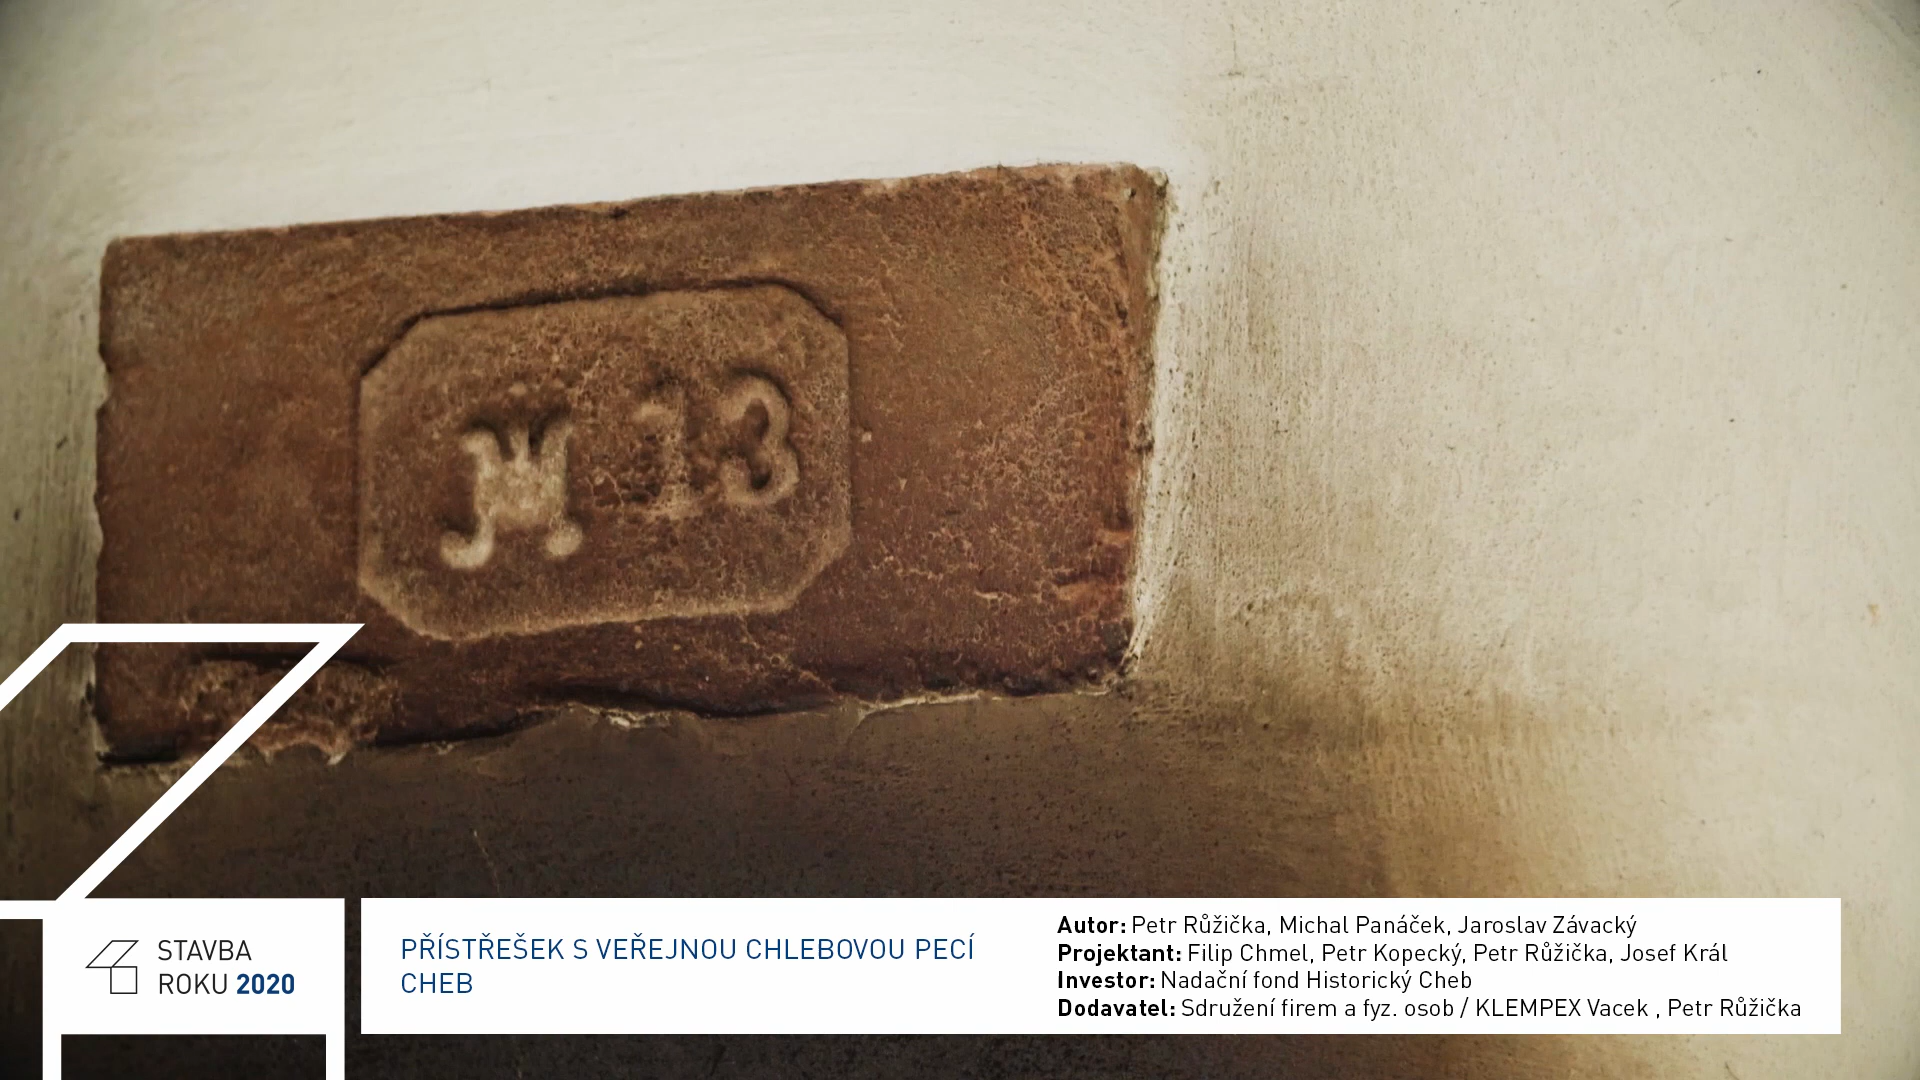 13
STAVBA
ROKU 2020
PŘÍSTŘEŠEK S VEŘEJNOU CHLEBOVOU PECÍ
CHEB
Autor: Petr Růžička, Michal Panáček, Jaroslav Závacký
Projektant: Filip Chmel, Petr Kopecký, Petr Růžička, Josef Král
Investor: Nadační fond Historický Cheb
Dodavatel: Sdružení firem a fyz. osob / KLEMPEX Vacek , Petr Růžička